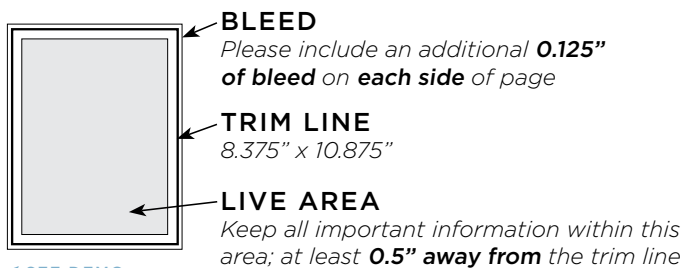 BLEED
Please include an additional 0.125”
of bleed on each side of page
TRIM LINE
8.375” x 10.875”
LIVE AREA
Keep all important information within this
area; at least 0.5” away from the trim line